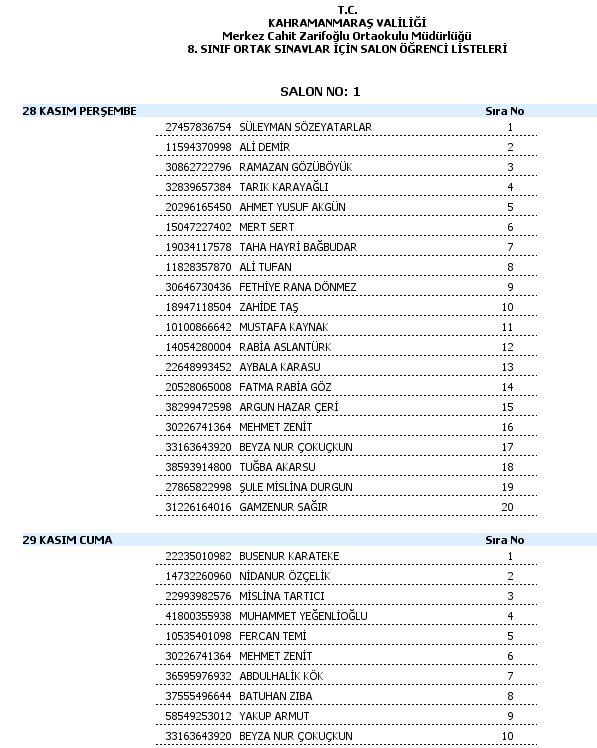 T.C.
KAHRAMANMARAŞ VALİLİĞİ
Merkez Cahit Zarifoğlu Ortaokulu Müdürlüğü
8. SINIF ORTAK SINAVLAR İÇİN SALON ÖĞRENCİ LİSTELERİ
SALON NO: 1
28 KASIM PERŞEMBE Sıra No
27457836754 SÜLEYMAN SÖZEYATARLAR 1
11594370998 ALİ DEMİR 2
30862722796 RAMAZAN GÖZÜBÖYÜK 3
32839657384 TARIK KARAYAĞLI 4
20296165450 AHMET YUSUF AKGÜN 5
15047227402 MERT SERT 6
19034117578 TAHA HAYRİ BAĞBUDAR 7
11828357870 ALİ TUFAN 8
30646730436 FETHİYE RANA DÖNMEZ 9
18947118504 ZAHİDE TAŞ 10
10100866642 MUSTAFA KAYNAK 11
14054280004 RABİA ASLANTÜRK 12
22648993452 AYBALA KARASU 13
20528065008 FATMA RABİA GÖZ 14
38299472598 ARGUN HAZAR ÇERİ 15
30226741364 MEHMET ZENİT 16
33163643920 BEYZA NUR ÇOKUÇKUN 17
38593914800 TUĞBA AKARSU 18
27865822998 ŞULE MİSLİNA DURGUN 19
31226164016 GAMZENUR SAĞIR 20
29 KASIM CUMA Sıra No
22235010982 BUSENUR KARATEKE 1
14732260960 NİDANUR ÖZÇELİK 2
22993982576 MİSLİNA TARTICI 3
41800355938 MUHAMMET YEĞENLİOĞLU 4
10535401098 FERCAN TEMİ 5
30226741364 MEHMET ZENİT 6
36595976932 ABDULHALİK KÖK 7
37555496644 BATUHAN ZIBA 8
58549253012 YAKUP ARMUT 9
33163643920 BEYZA NUR ÇOKUÇKUN 10